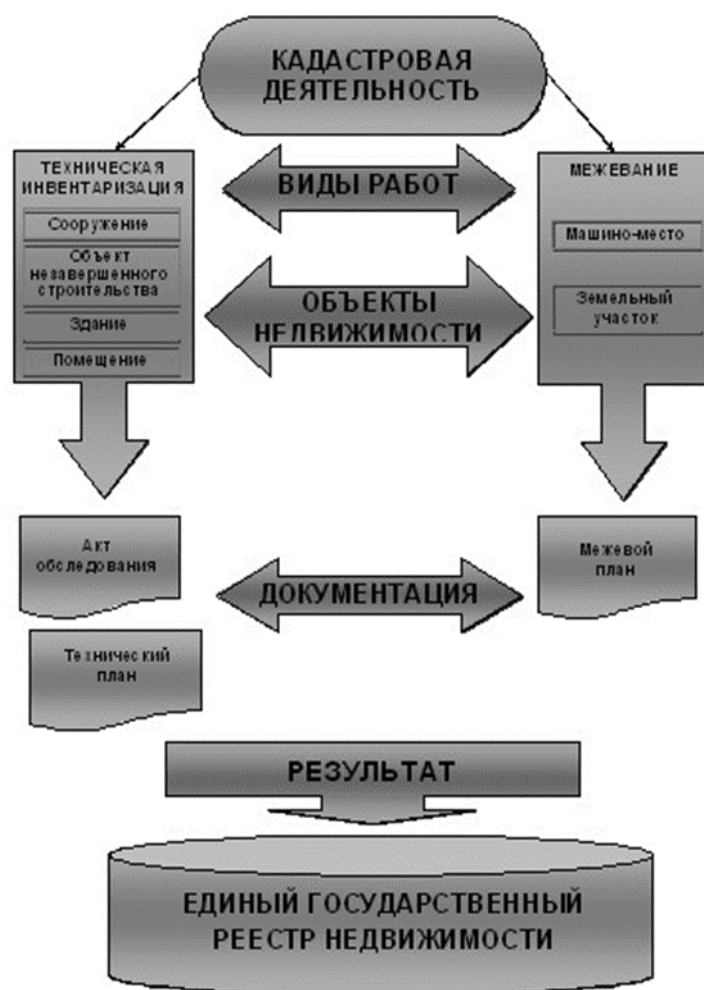 КАДАСТРОВАЯ
ДЕЯТЕЛЬНОСТЬ
ТЕХНИЧЕСКАЯ
ИНВЕНТАРИЗАЦИЯ
Сооружение
Объект
незавершенного
строительства
Здание
Помещение
ВИДЫ РАБОТ
ОБЪЕКТЫ
НЕДВИЖИМОСТИ
МЕЖЕВАНИЕ
Машино-место
Земельный
участок
Акт
обследования
Технический
план
ДОКУМЕНТАЦИЯ
Межевой
план
РЕЗУЛЬТАТ
ЕДИНЫЙ ГОСУДАРСТВЕННЫЙ
РЕЕСТР НЕДВИЖИМОСТИ